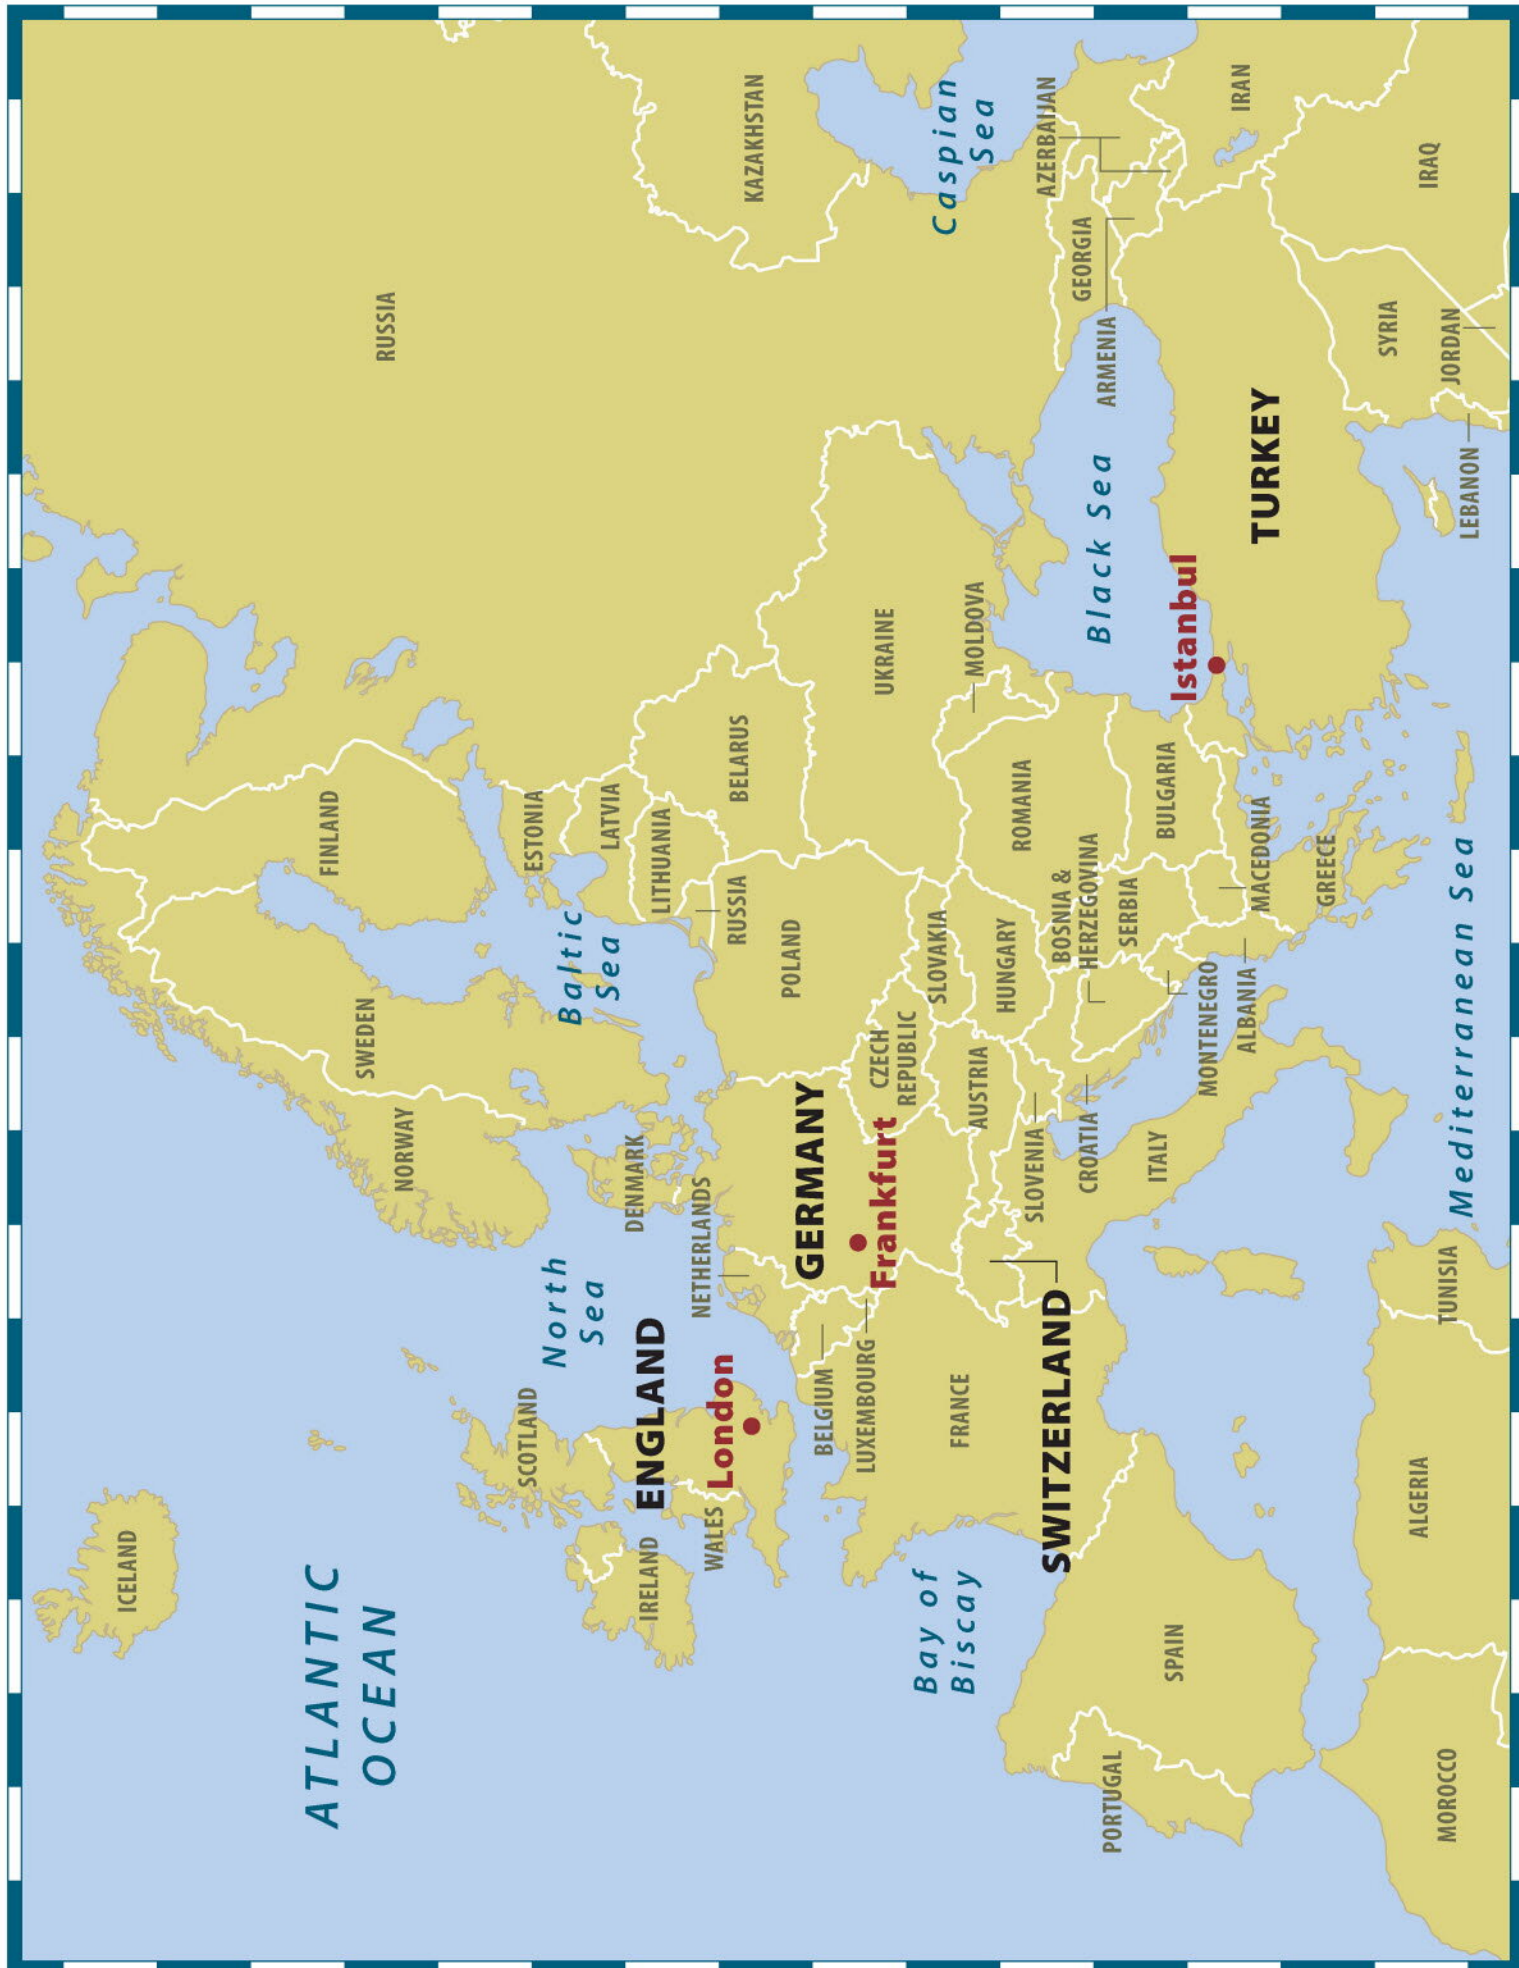 ICELAND
ATLANTIC
OCEAN
NORWAY
SWEDEN
FINLAND
RUSSIA
SCOTLAND
North
Sea
Baltic
Sea
ESTONIA
LATVIA
LITHUANIA
IRELAND
ENGLAND
DENMARK
WALES
London
NETHERLANDS
RUSSIA
BELARUS
KAZAKHSTAN
POLAND
GERMANY
BELGIUM
LUXEMBOURG
Frankfurt
CZECH
REPUBLIC
UKRAINE
Bay of
Biscay
FRANCE
SLOVAKIA
AUSTRIA
HUNGARY
MOLDOVA
Caspian
Sea
SWITZERLAND
SLOVENIA
ROMANIA
CROATIA
BOSNIA &
HERZEGOVINA
SERBIA
Black Sea
GEORGIA
AZERBAIJAN
ARMENIA
PORTUGAL
SPAIN
ITALY
MONTENEGRO
BULGARIA
Istanbul
ALBANIA
MACEDONIA
TURKEY
IRAN
GREECE
SYRIA
IRAQ
MOROCCO
ALGERIA
TUNISIA
Mediterranean Sea
LEBANON
JORDAN